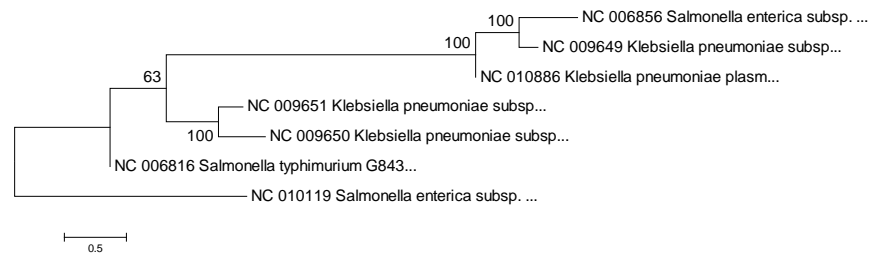 100 NC 006856 Salmonella enterica subsp. ...
100 NC 009649 Klebsiella pneumoniae subsp...
NC 010886 Klebsiella pneumoniae plasm...
63
NC 009651 Klebsiella pneumoniae subsp...
100 NC 009650 Klebsiella pneumoniae subsp...
NC 006816 Salmonella typhimurium G843...
NC 010119 Salmonella enterica subsp. ...
0.5